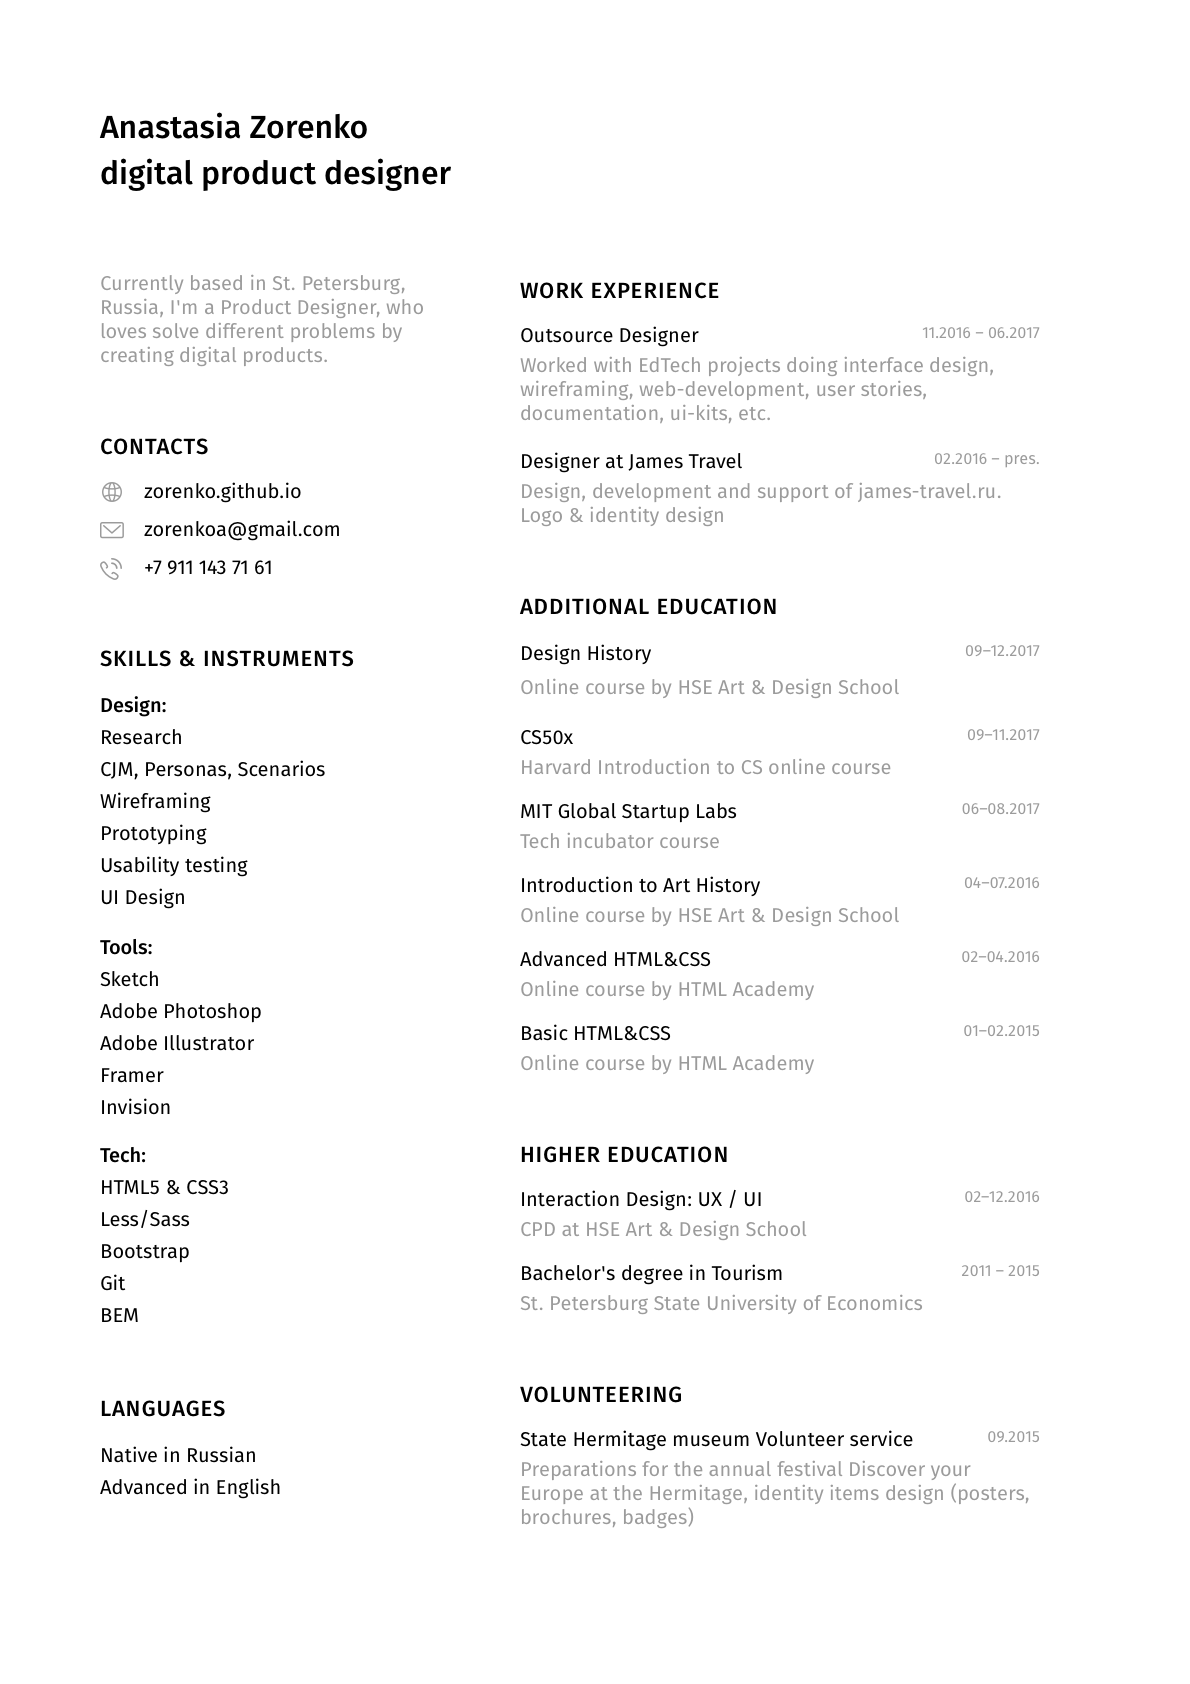 Anastasia Zorenko
digital product designer
Currently based in St. Petersburg,
Russia, I'm a Product Designer, who
loves solve different problems by
creating digital products.
CONTACTS
zorenko.github.io
zorenkoa@gmail.com
+7 911 143 71 61
SKILLS & INSTRUMENTS
Design:
Research
CJM, Personas, Scenarios
Wireframing
Prototyping
Usability testing
UI Design
Tools:
Sketch
Adobe Photoshop
Adobe Illustrator
Framer
Invision
Tech:
HTML5 & CSS3
Less/Sass
Bootstrap
Git
BEM
LANGUAGES
Native in Russian
Advanced in English
WORK EXPERIENCE
Outsource Designer 11.2016 – 06.2017
Worked with EdTech projects doing interface design,
wireframing, web-development, user stories,
documentation, ui-kits, etc.
Designer at James Travel 02.2016 – pres.
Design, development and support of james-travel.ru.
Logo & identity design
ADDITIONAL EDUCATION
Design History 09–12.2017
Online course by HSE Art & Design School
CS50x 09–11.2017
Harvard Introduction to CS online course
MIT Global Startup Labs 06–08.2017
Tech incubator course
Introduction to Art History 04–07.2016
Online course by HSE Art & Design School
Advanced HTML&CSS 02–04.2016
Online course by HTML Academy
Basic HTML&CSS 01–02.2015
Online course by HTML Academy
HIGHER EDUCATION
Interaction Design: UX / UI 02–12.2016
CPD at HSE Art & Design School
Bachelor's degree in Tourism 2011 – 2015
St. Petersburg State University of Economics
VOLUNTEERING
State Hermitage museum Volunteer service 09.2015
Preparations for the annual festival Discover your
Europe at the Hermitage, identity items design (posters,
brochures, badges)